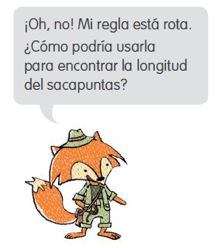 ¡Oh, no! Mi regla está rota.
¿Cómo podría usarla
para encontrar la longitud
del sacapuntas?